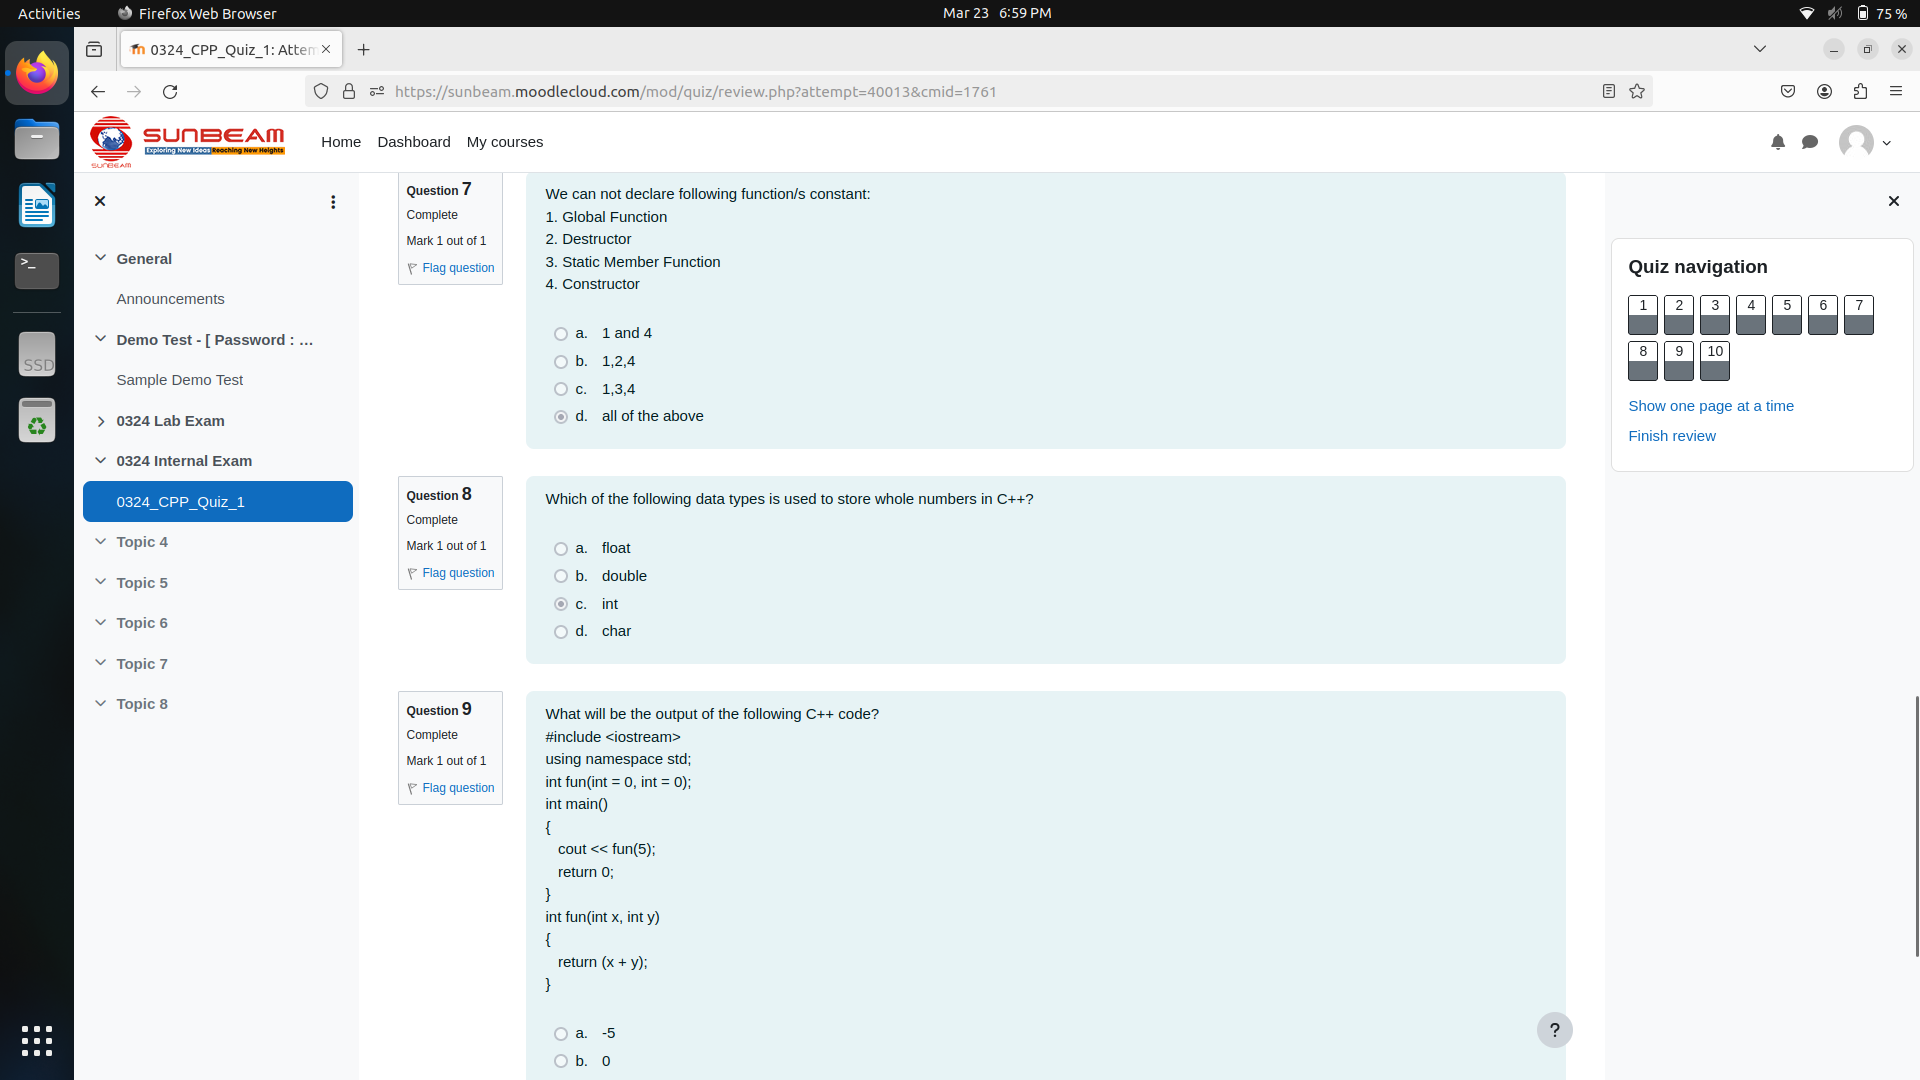 Activities
Firefox Web Browser
Mar 23 6:59 PM
75 %
0324_CPP_Quiz_1: Attem
https://sunbeam.moodlecloud.com/mod/quiz/review.php?attempt=40013&cmid=1761
SUNBEAM
Exploring New Ideas Reaching New Heights
SUNBEAM
Home
Dashboard
My courses
General
Announcements
Demo Test - [ Password : ...
Sample Demo Test
0324 Lab Exam
0324 Internal Exam
0324_CPP_Quiz_1
Topic 4
Topic 5
Topic 6
Topic 7
Topic 8
SSD
>_
Question 7
Complete
Mark 1 out of 1
Flag question
We can not declare following function/s constant:
1. Global Function
2. Destructor
3. Static Member Function
4. Constructor
a. 1 and 4
b. 1,2,4
c. 1,3,4
d. all of the above
Question 8
Complete
Mark 1 out of 1
Flag question
Which of the following data types is used to store whole numbers in C++?
a. float
b. double
c. int
d. char
Question 9
Complete
Mark 1 out of 1
Flag question
What will be the output of the following C++ code?
#include <iostream>
using namespace std;
int fun(int = 0, int = 0);
int main()
{
cout << fun(5);
return 0;
}
int fun(int x, int y)
{
return (x + y);
}
a. -5
b. 0
?
Quiz navigation
1 2 3 4 5 6 7
8 9 10
Show one page at a time
Finish review